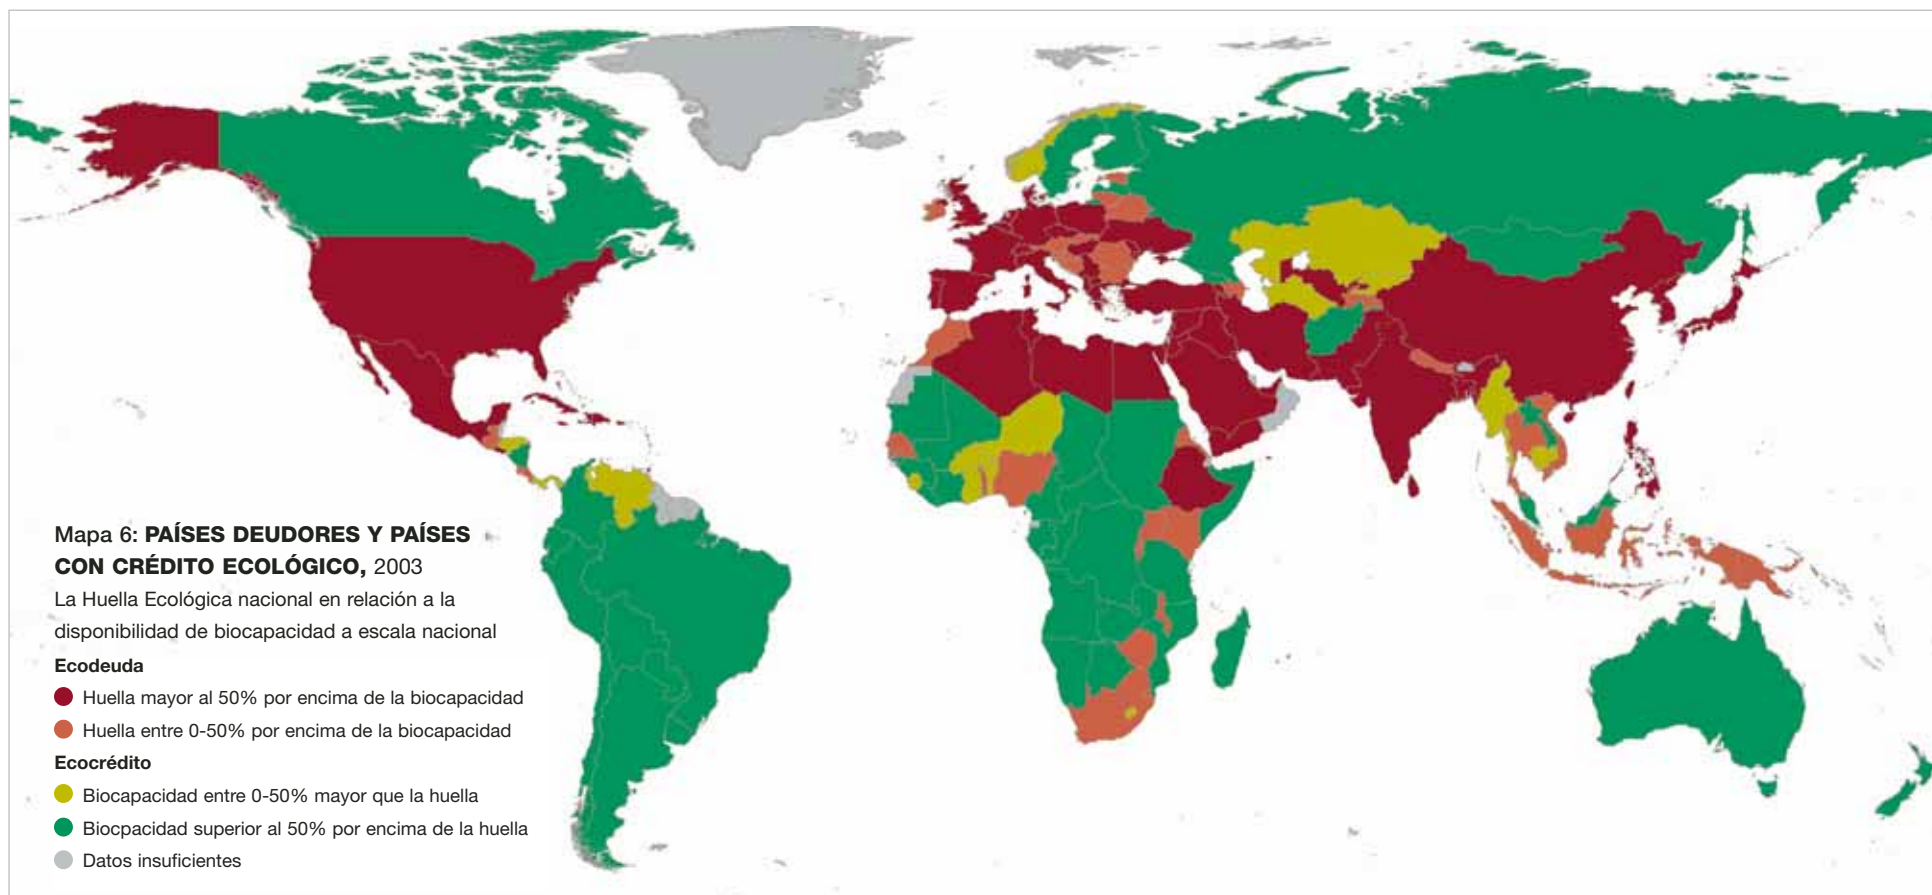 Mapa 6: PAÍSES DEUDORES Y PAÍSES
CON CRÉDITO ECOLÓGICO, 2003
La Huella Ecológica nacional en relación a la
disponibilidad de biocapacidad a escala nacional
Ecodeuda
Huella mayor al 50% por encima de la biocapacidad
Huella entre 0-50% por encima de la biocapacidad
Ecocrédito
Biocapacidad entre 0-50% mayor que la huella
Biocpacidad superior al 50% por encima de la huella
Datos insuficientes